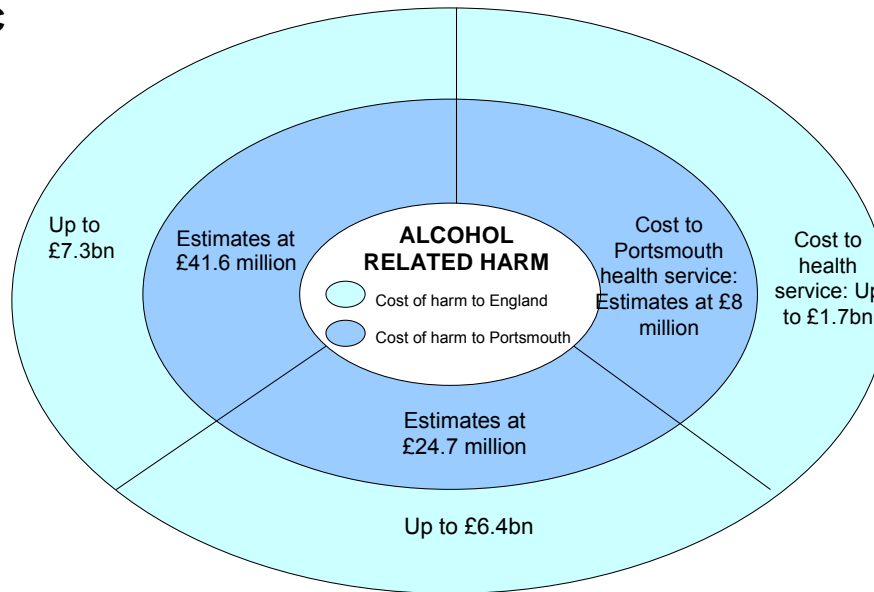 C
Up to
£7.3bn
Estimates at
£41.6 million
ALCOHOL
RELATED HARM
Cost of harm to England
Cost of harm to Portsmouth
Cost to
Portsmouth
health service:
Estimates at £8
million
Cost to
health
service: Up
to £1.7bn
Estimates at
£24.7 million
Up to £6.4bn